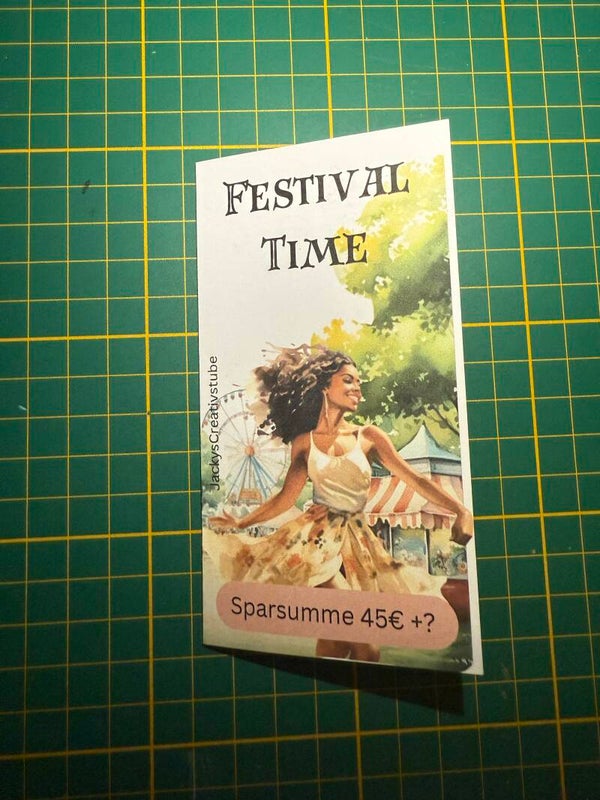 FESTIVAL
TIME
JackysCreativstube
Sparsumme 45€ +?